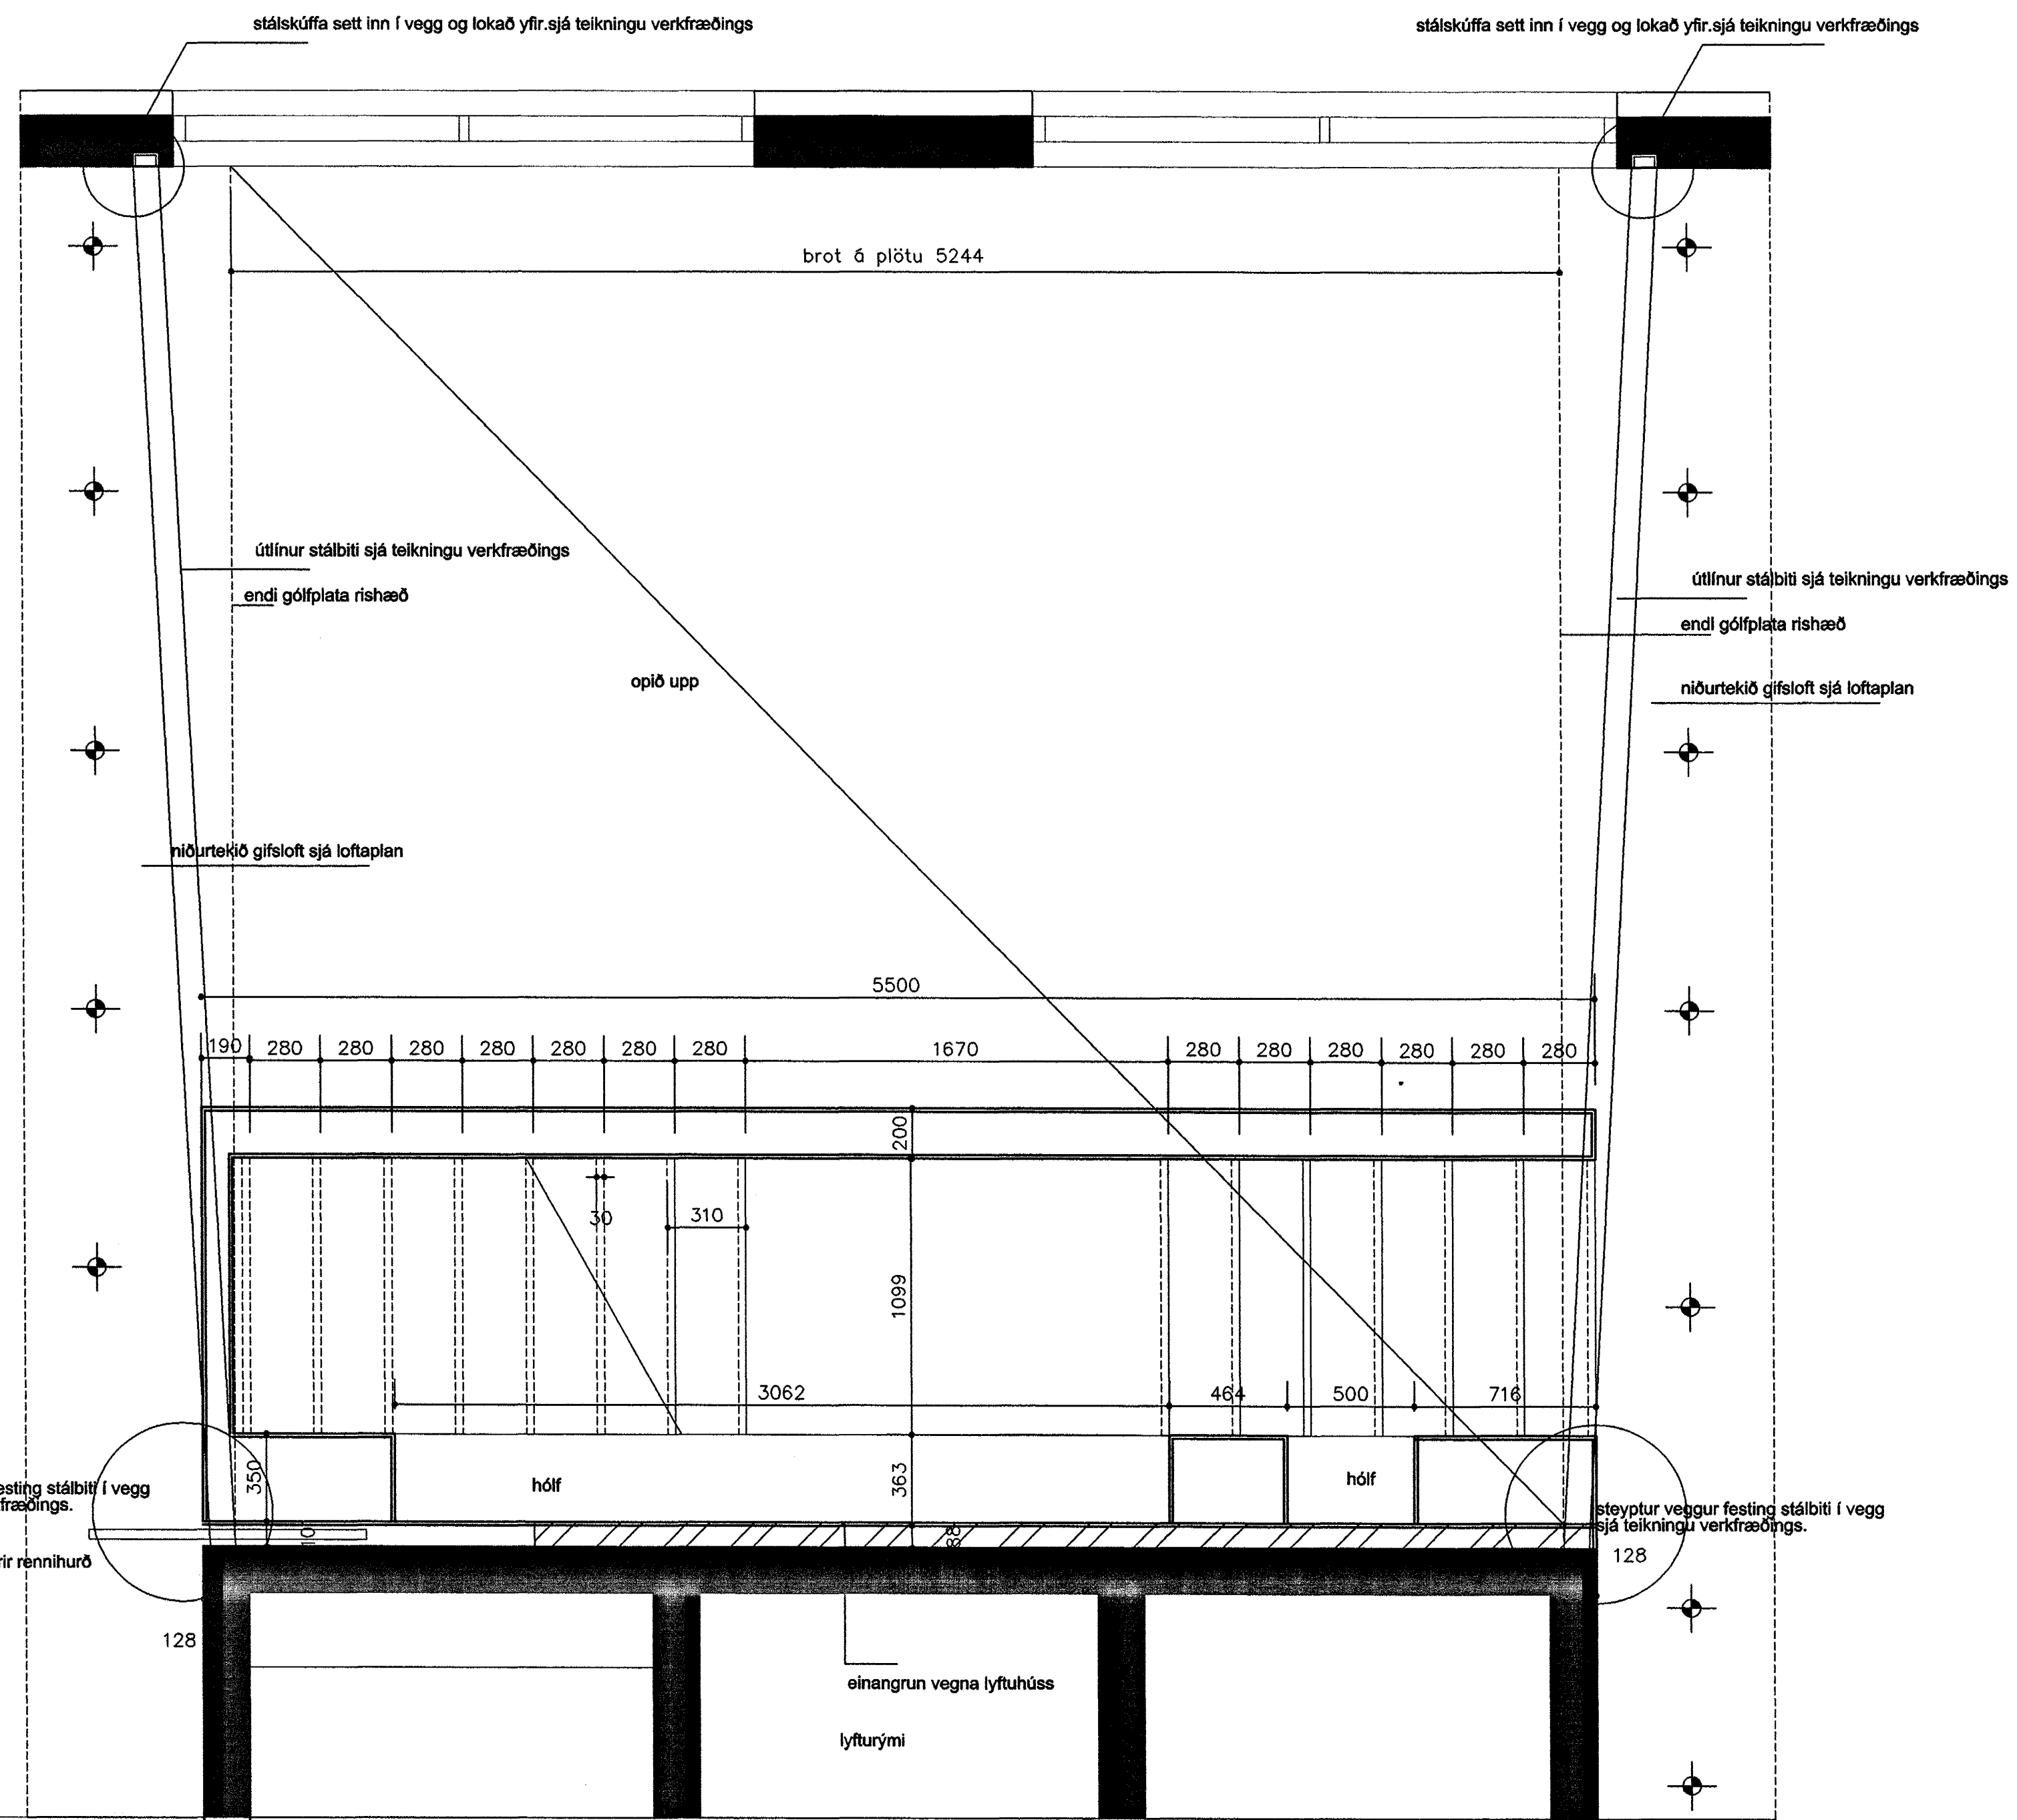 stálskúffa sett inn í vegg og lokað yfir.sjá teikningu verkfræðings
stálskúffa sett inn í vegg og lokað yfir.sjá teikningu verkfræðings
brot á plötu 5244
útlínur stálbiti sjá teikningu verkfræðings
útlínur stálbiti sjá teikningu verkfræðings
endi gólfplata rishæð
endi gólfplata rishæð
opið upp
niðurtekið gifsloft sjá loftaplan
niðurtekið gifsloft sjá loftaplan
5500
190 280 280 280 280 280 280 280 1670 280 280 280 280 280 280
200
30 310
1099
3062 464 500 716
350 hólf 363 hólf
esting stálbiti í vegg
fræðings.
steyptur veggur festing stálbiti í vegg
sjá teikningu verkfræðings.
10 88
rir rennihurð
128
128
einangrun vegna lyftuhúss
lyfturými